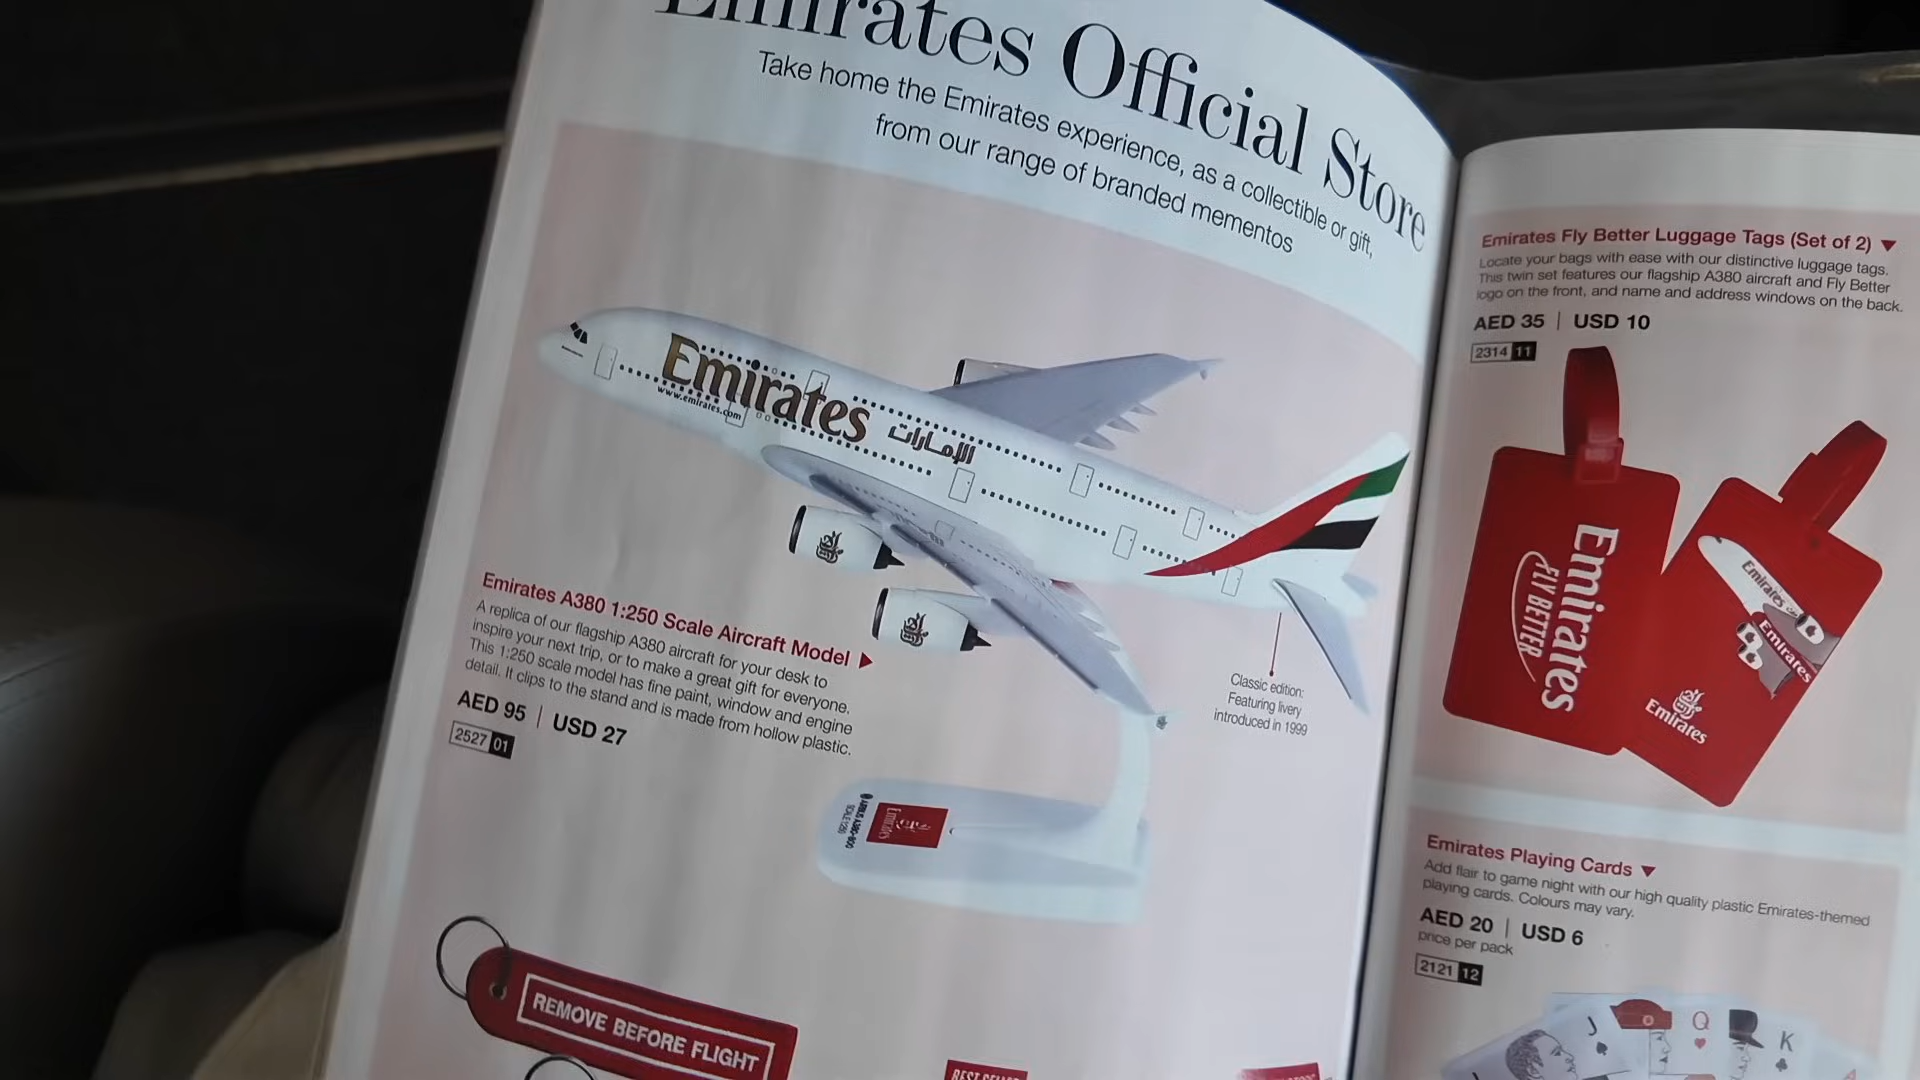 Emirates Official Store
Take home the Emirates experience, as a collectible or gift,
from our range of branded mementos
Emirates
www.emirates.com
الإمارات
Emirates A380 1:250 Scale Aircraft Model ▶
A replica of our flagship A380 aircraft for your desk to
inspire your next trip, or to make a great gift for everyone.
This 1:250 scale model has fine paint, window and engine
detail. It clips to the stand and is made from hollow plastic.
AED 95 | USD 27
2527 01
Classic edition:
Featuring livery
introduced in 1999
AIRBUS A380-800
Emirates
REMOVE BEFORE FLIGHT
Emirates Fly Better Luggage Tags (Set of 2) ▼
Locate your bags with ease with our distinctive luggage tags.
This twin set features our flagship A380 aircraft and Fly Better
logo on the front, and name and address windows on the back.
AED 35 | USD 10
2314 11
Emirates
FLY BETTER
Emirates
Emirates
Emirates
Emirates Playing Cards ▼
Add flair to game night with our high quality plastic Emirates-themed
playing cards. Colours may vary.
AED 20 | USD 6
price per pack
2121 12
J
Q
K